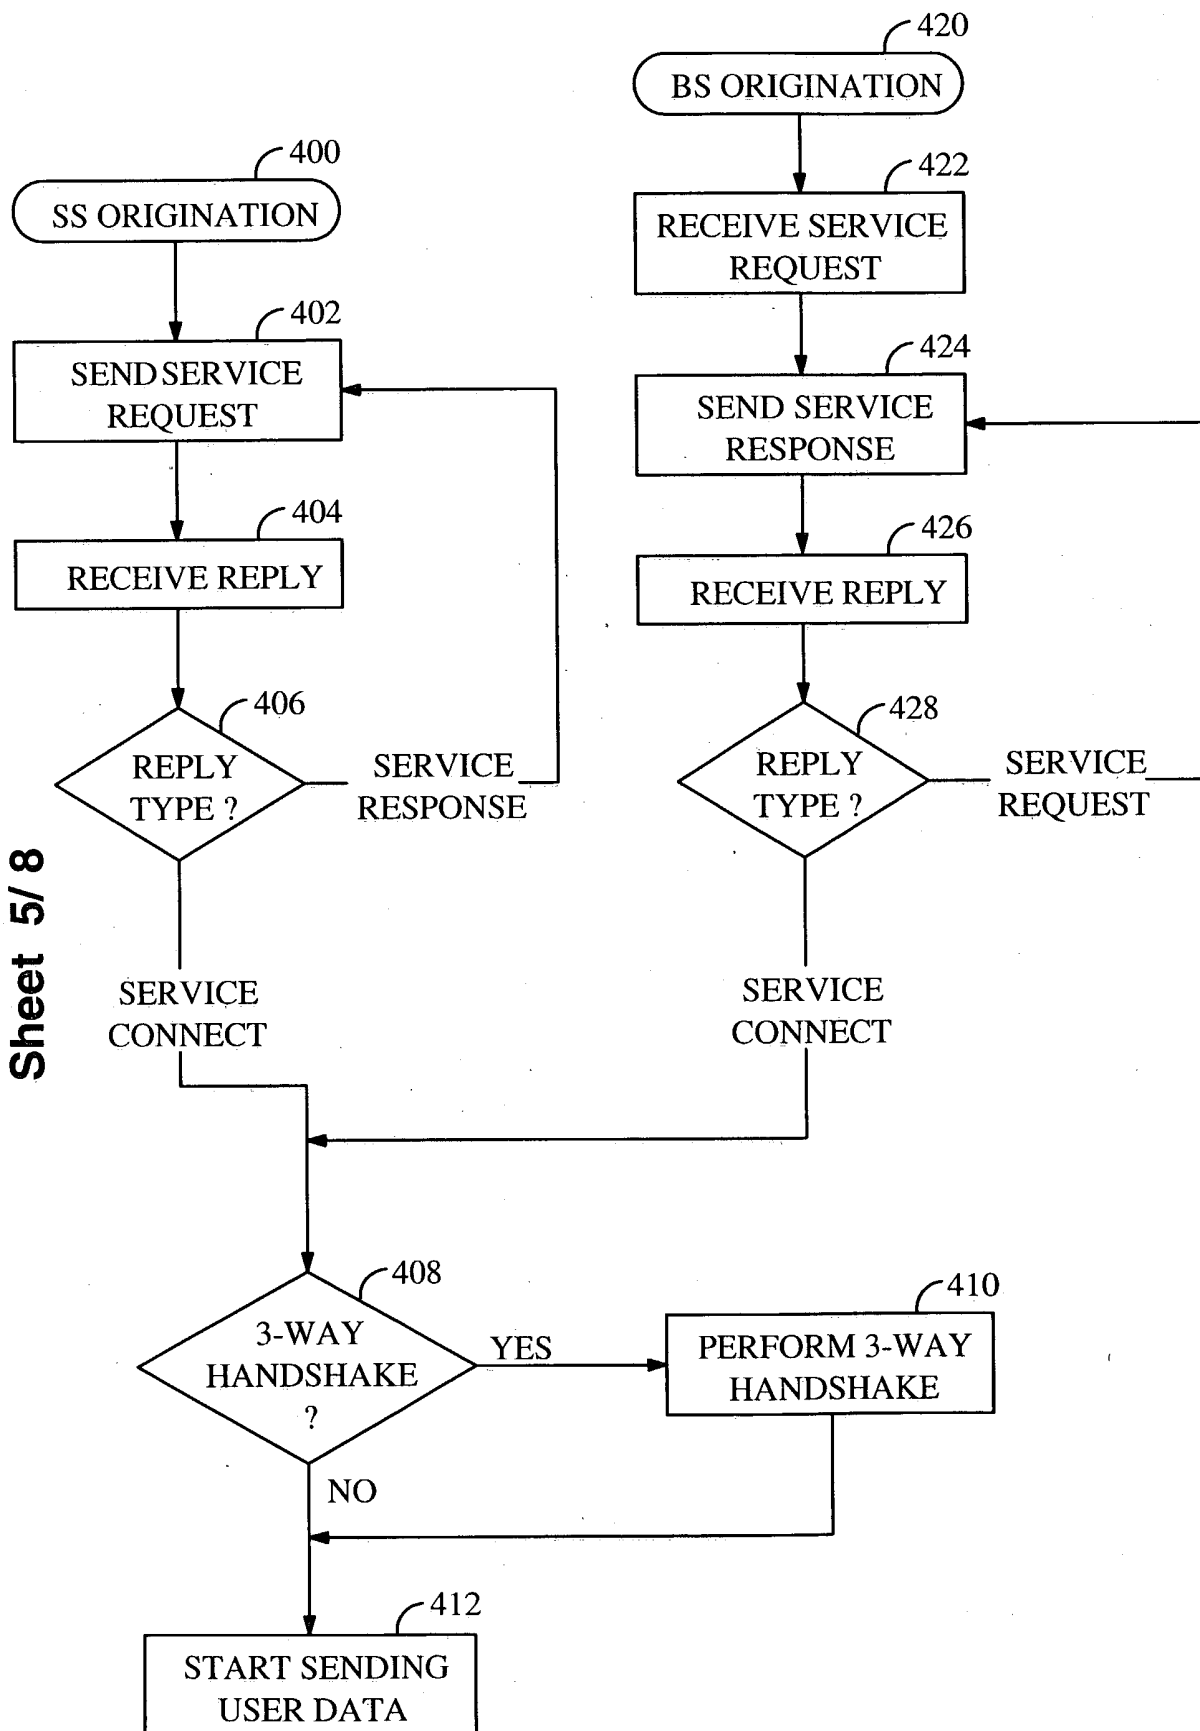 420
BS ORIGINATION
400
SS ORIGINATION
422
RECEIVE SERVICE
REQUEST
402
SEND SERVICE
REQUEST
424
SEND SERVICE
RESPONSE
404
RECEIVE REPLY
426
RECEIVE REPLY
406
REPLY
TYPE ?
SERVICE
RESPONSE
428
REPLY
TYPE ?
SERVICE
REQUEST
Sheet 5/ 8
SERVICE
CONNECT
SERVICE
CONNECT
408
3-WAY
HANDSHAKE
?
YES
410
PERFORM 3-WAY
HANDSHAKE
NO
412
START SENDING
USER DATA